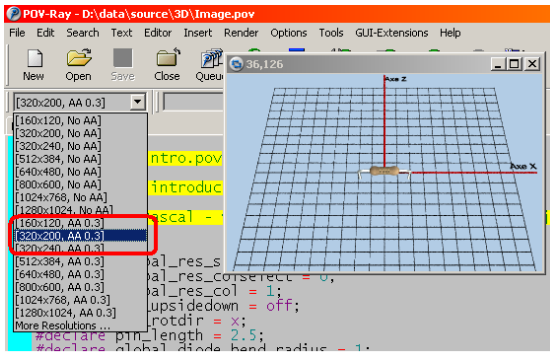 POV-Ray - D:\data\source\3D\Image.pov
File Edit Search Text Editor Insert Render Options Tools GUI-Extensions Help
New Open Save Close Queue
36,126
Axe Z
Axe X
[320x200, AA 0.3]
[160x120, No AA]
[320x200, No AA]
[320x240, No AA]
[512x384, No AA]
[640x480, No AA]
[800x600, No AA]
[1024x768, No AA]
[1280x1024, No AA]
[160x120, AA 0.3]
[320x200, AA 0.3]
[320x240, AA 0.3]
[512x384, AA 0.3]
[640x480, AA 0.3]
[800x600, AA 0.3]
[1024x768, AA 0.3]
[1280x1024, AA 0.3]
More Resolutions ...
ntro.pov
introduc
ascal -
bal_res_s
bal_res_colselect = 0;
bal_res_col = 1;
_upsidedown = off;
rotdir = x;
#declare pin_length = 2.5;
#declare global_diode_bend_radius = 1;